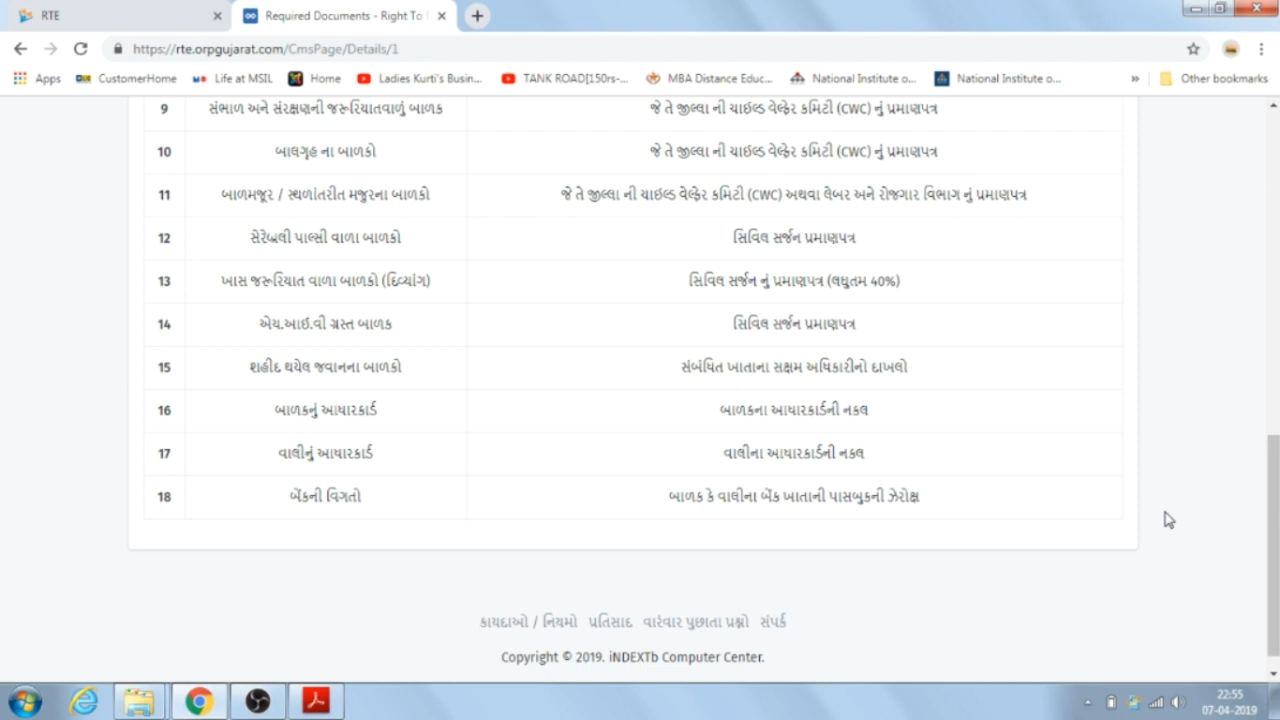 RTE
Required Documents - Right To
https://rte.orpgujarat.com/CmsPage/Details/1
Apps CustomerHome Life at MSIL Home Ladies Kurti's Busin... TANK ROAD[150rs-... MBA Distance Educ... National Institute o... National Institute o... » Other bookmarks
9 સંભાળ અને સંરક્ષણની જરૂરિયાતવાળું બાળક જે તે જીલ્લા ની ચાઇલ્ડ વેલ્ફેર કમિટી (CWC) નું પ્રમાણપત્ર
10 બાલગૃહ ના બાળકો જે તે જીલ્લા ની ચાઇલ્ડ વેલ્ફેર કમિટી (CWC) નું પ્રમાણપત્ર
11 બાળમજૂર / સ્થળાંતરીત મજુરના બાળકો જે તે જીલ્લા ની ચાઇલ્ડ વેલ્ફેર કમિટી (CWC) અથવા લેબર અને રોજગાર વિભાગ નું પ્રમાણપત્ર
12 સેરેબ્રલી પાલ્સી વાળા બાળકો સિવિલ સર્જન પ્રમાણપત્ર
13 ખાસ જરૂરિયાત વાળા બાળકો (દિવ્યાંગ) સિવિલ સર્જન નું પ્રમાણપત્ર (લઘુતમ 40%)
14 એચ.આઈ.વી ગ્રસ્ત બાળક સિવિલ સર્જન પ્રમાણપત્ર
15 શહીદ થયેલ જવાનના બાળકો સંબંધિત ખાતાના સક્ષમ અધિકારીનો દાખલો
16 બાળકનું આધારકાર્ડ બાળકના આધારકાર્ડની નકલ
17 વાલીનું આધારકાર્ડ વાલીના આધારકાર્ડની નકલ
18 બેંકની વિગતો બાળક કે વાલીના બેંક ખાતાની પાસબુકની ઝેરોક્ષ
કાયદાઓ / નિયમો પ્રતિસાદ વારંવાર પુછાતા પ્રશ્નો સંપર્ક
Copyright © 2019. iNDEXTb Computer Center.
22:55
07-04-2019